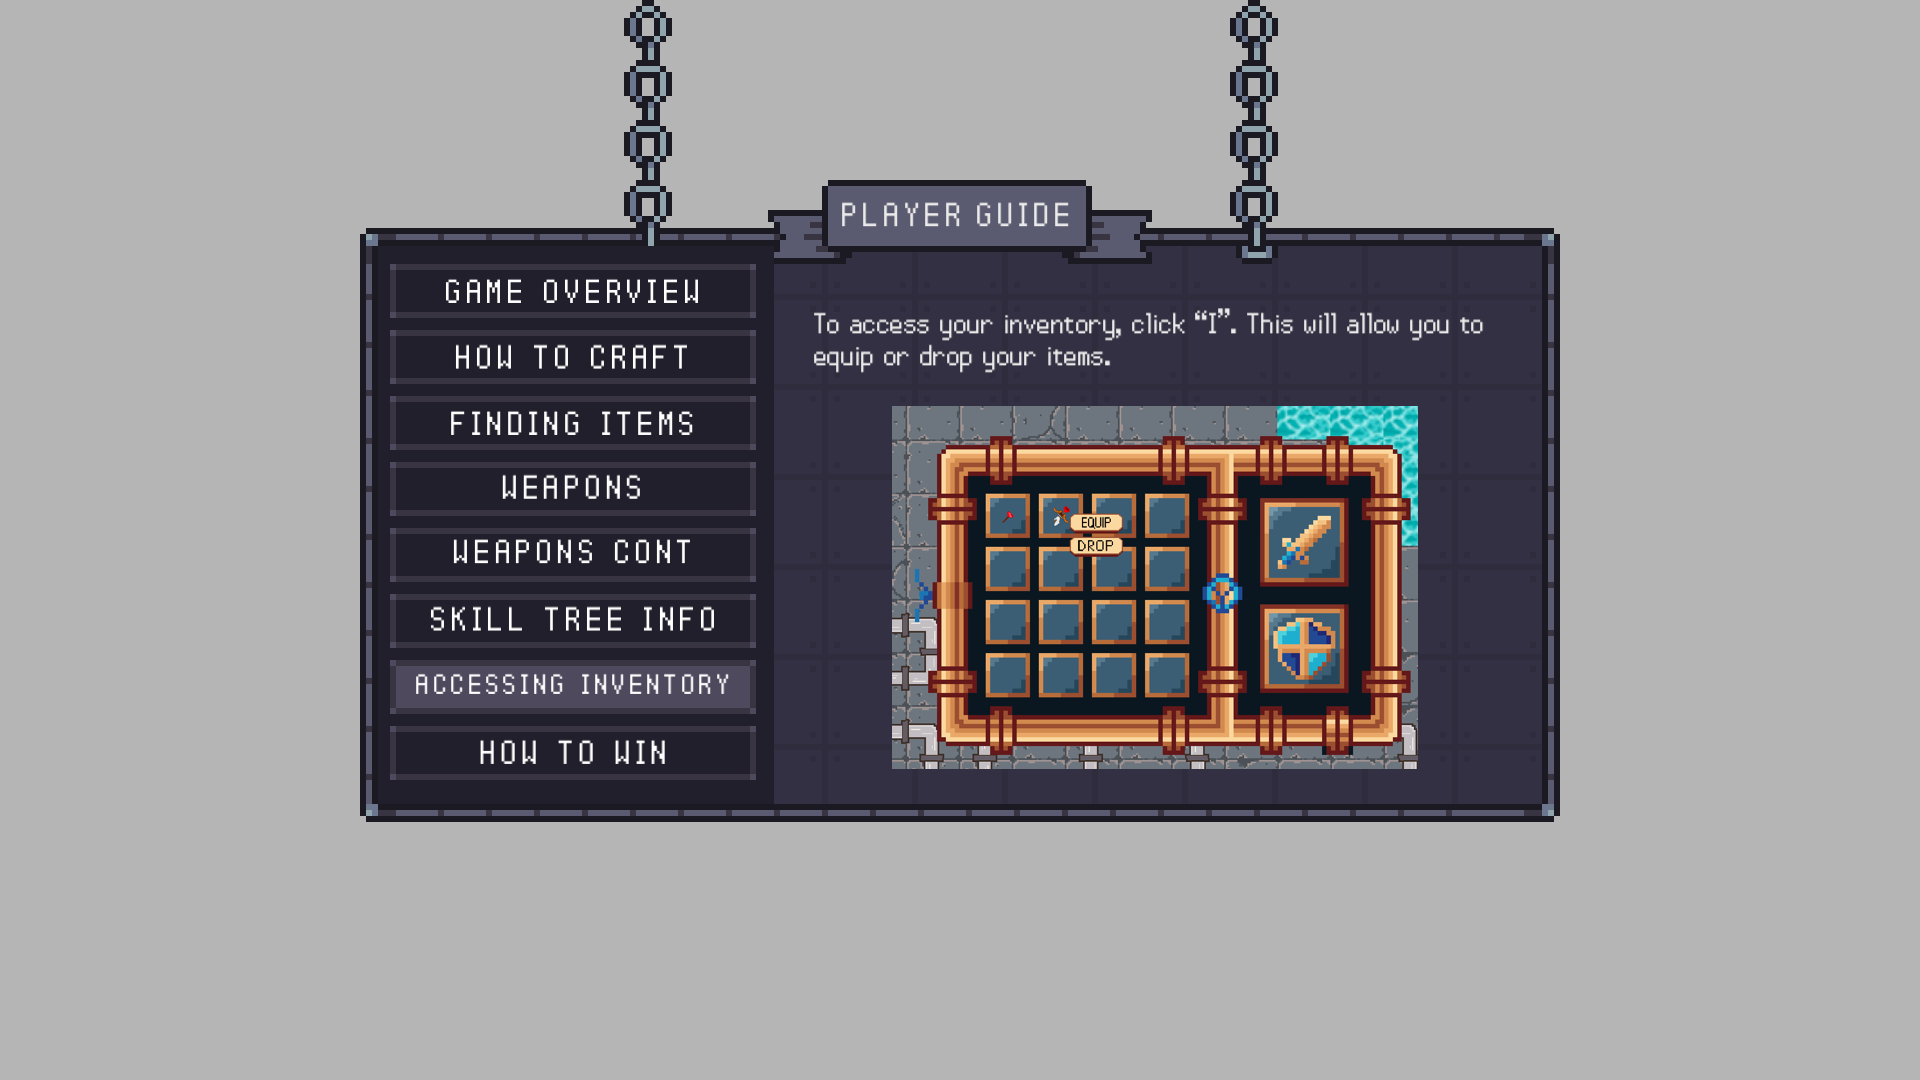 PLAYER GUIDE
GAME OVERVIEW
HOW TO CRAFT
FINDING ITEMS
WEAPONS
WEAPONS CONT
SKILL TREE INFO
ACCESSING INVENTORY
HOW TO WIN
To access your inventory, click “I”. This will allow you to
equip or drop your items.
EQUIP
DROP